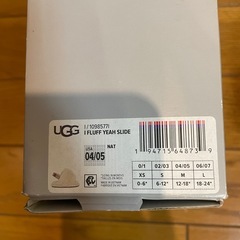 UGG
I / 1098577I
I FLUFF YEAH SLIDE
USA
04/05
NAT
1 94715 64873 9
0/1 02/03 04/05 06/07
XS S M L
0-6" 6-12" 12-18" 18-24"